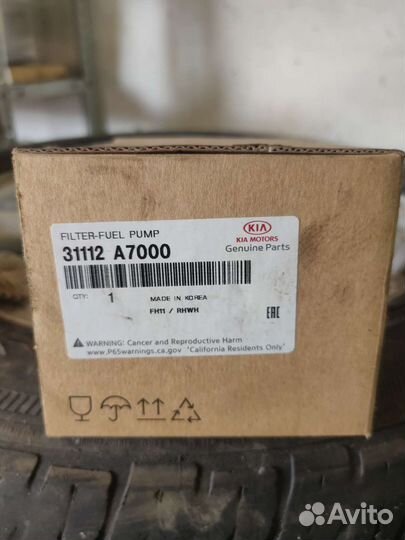 FILTER-FUEL PUMP
31112 A7000
KIA
KIA MOTORS
Genuine Parts
QTY: 1 MADE IN KOREA
FH11 / RHWH
EAC
WARNING: Cancer and Reproductive Harm
www.P65warnings.ca.gov "California Residents Only"
Avito